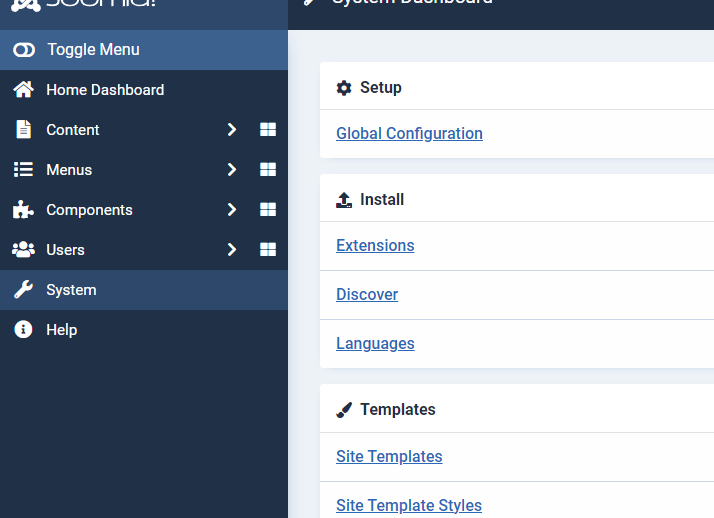 Joomla!
System Dashboard
Toggle Menu
Home Dashboard
Content
Menus
Components
Users
System
Help
Setup
Global Configuration
Install
Extensions
Discover
Languages
Templates
Site Templates
Site Template Styles